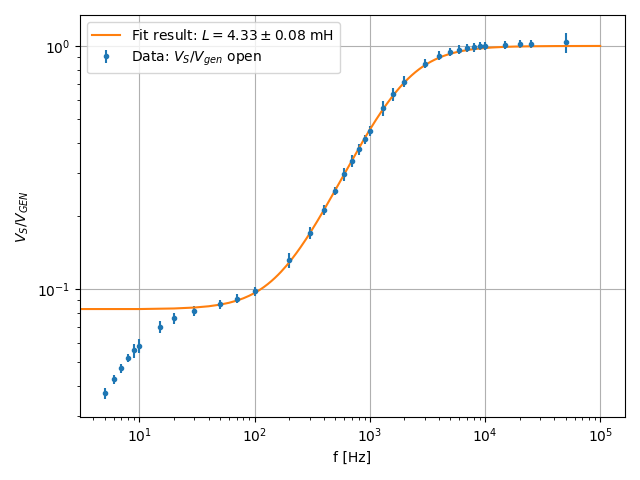 Fit result: L = 4.33 ± 0.08 mH
Data: V_S/V_gen open
10^0
10^{-1}
V_S/V_GEN
10^1 10^2 10^3 10^4 10^5
f [Hz]